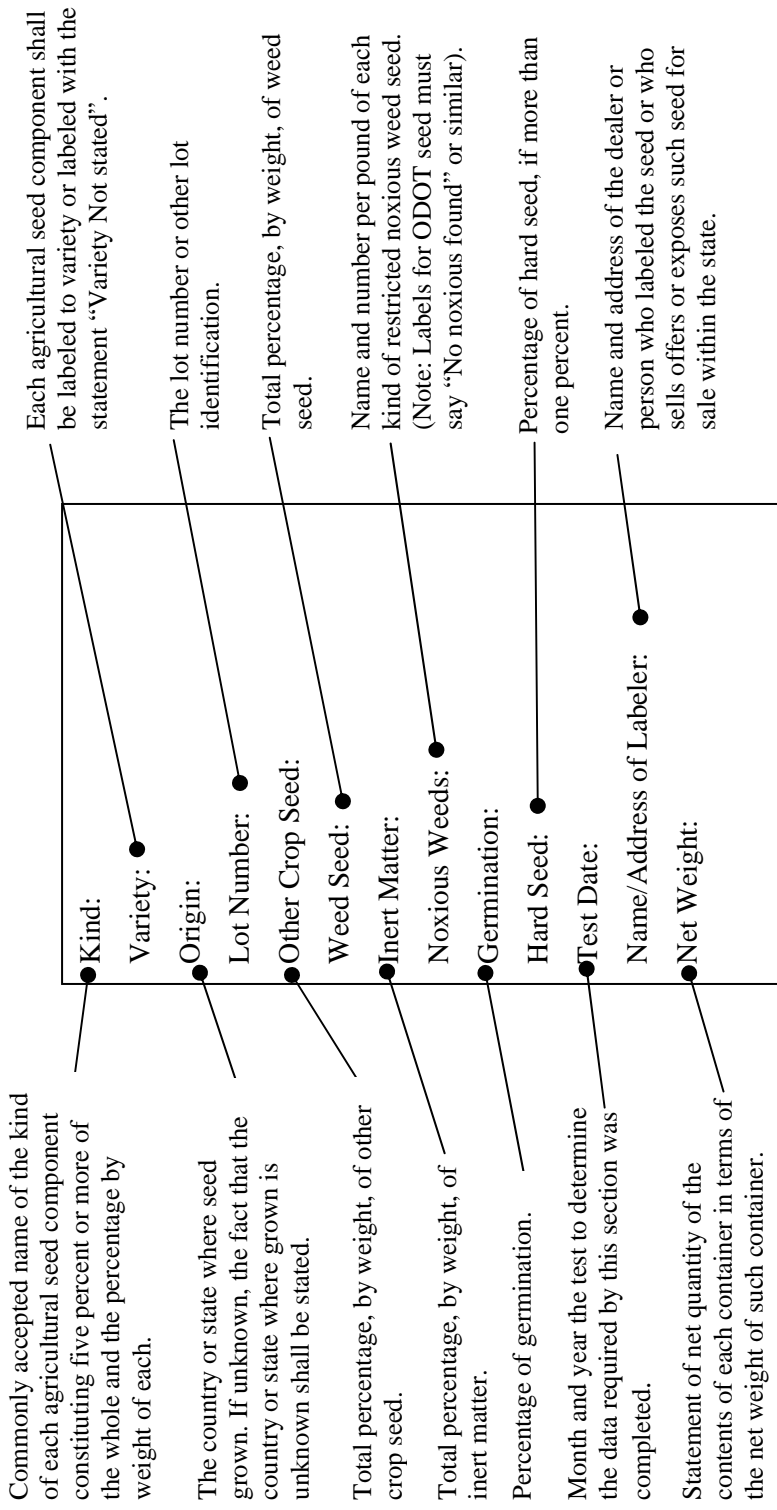 Commonly accepted name of the kind
of each agricultural seed component
constituting five percent or more of
the whole and the percentage by
weight of each.
The country or state where seed
grown. If unknown, the fact that the
country or state where grown is
unknown shall be stated.
Total percentage, by weight, of other
crop seed.
Total percentage, by weight, of
inert matter.
Percentage of germination.
Month and year the test to determine
the data required by this section was
completed.
Statement of net quantity of the
contents of each container in terms of
the net weight of such container.
Kind:
Variety:
Origin:
Lot Number:
Other Crop Seed:
Weed Seed:
Inert Matter:
Noxious Weeds:
Germination:
Hard Seed:
Test Date:
Name/Address of Labeler:
Net Weight:
Each agricultural seed component shall
be labeled to variety or labeled with the
statement “Variety Not stated”.
The lot number or other lot
identification.
Total percentage, by weight, of weed
seed.
Name and number per pound of each
kind of restricted noxious weed seed.
(Note: Labels for ODOT seed must
say “No noxious found” or similar).
Percentage of hard seed, if more than
one percent.
Name and address of the dealer or
person who labeled the seed or who
sells offers or exposes such seed for
sale within the state.